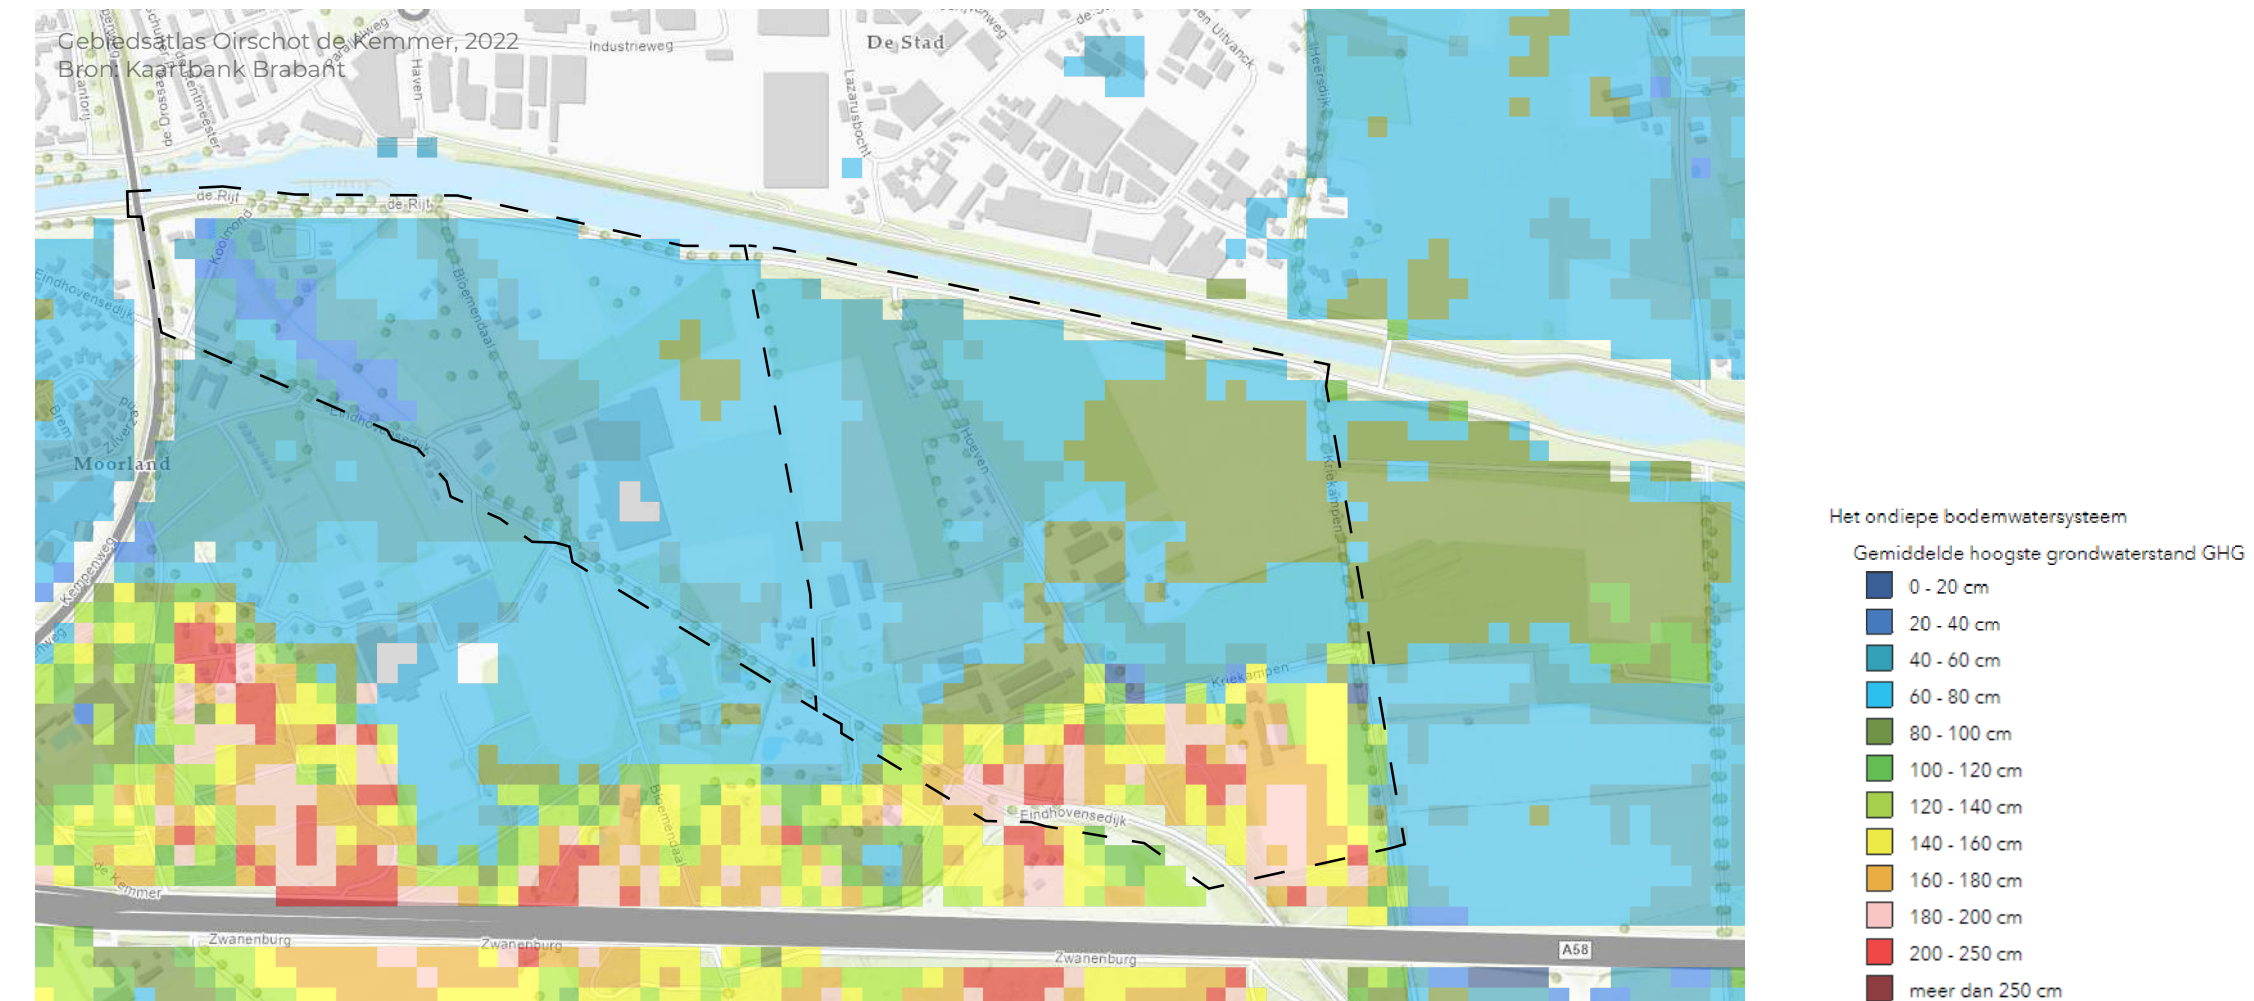 Gebiedsatlas Oirschot de Kemmer, 2022
Bron: Kaartbank Brabant
Industrieweg
De Stad
Haven
Lazarusbocht
Heersdijk
de Rijt
de Rijt
Koolmond
Bloemendaal
Eindhovensedijk
Eindhovensedijk
Moorland
Hoeven
Kriekampen
Kempenweg
Kriekampen
Bloemendaal
Eindhovensedijk
de Kemmer
Zwanenburg
Zwanenburg
Zwanenburg
A58
Het ondiepe bodemwatersysteem
Gemiddelde hoogste grondwaterstand GHG
0 - 20 cm
20 - 40 cm
40 - 60 cm
60 - 80 cm
80 - 100 cm
100 - 120 cm
120 - 140 cm
140 - 160 cm
160 - 180 cm
180 - 200 cm
200 - 250 cm
meer dan 250 cm